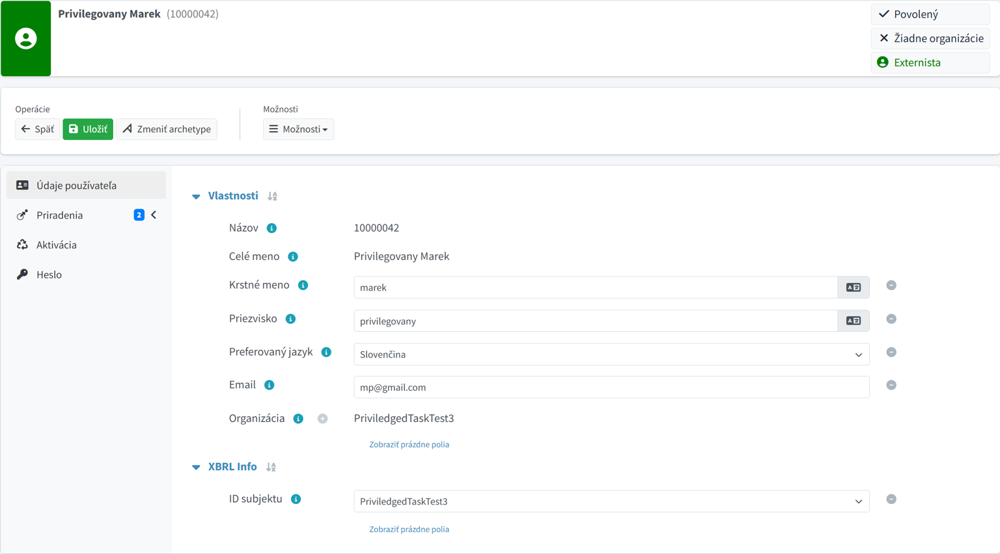 Privilegovany Marek (10000042)
Povolený
Žiadne organizácie
Externista
Operácie
Späť
Uložiť
Zmeniť archetype
Možnosti
Možnosti
Údaje používateľa
Priradenia 2
Aktivácia
Heslo
Vlastnosti
Názov 10000042
Celé meno Privilegovany Marek
Krstné meno marek
Priezvisko privilegovany
Preferovaný jazyk Slovenčina
Email mp@gmail.com
Organizácia PriviledgedTaskTest3
Zobraziť prázdne polia
XBRL Info
ID subjektu PriviledgedTaskTest3
Zobraziť prázdne polia